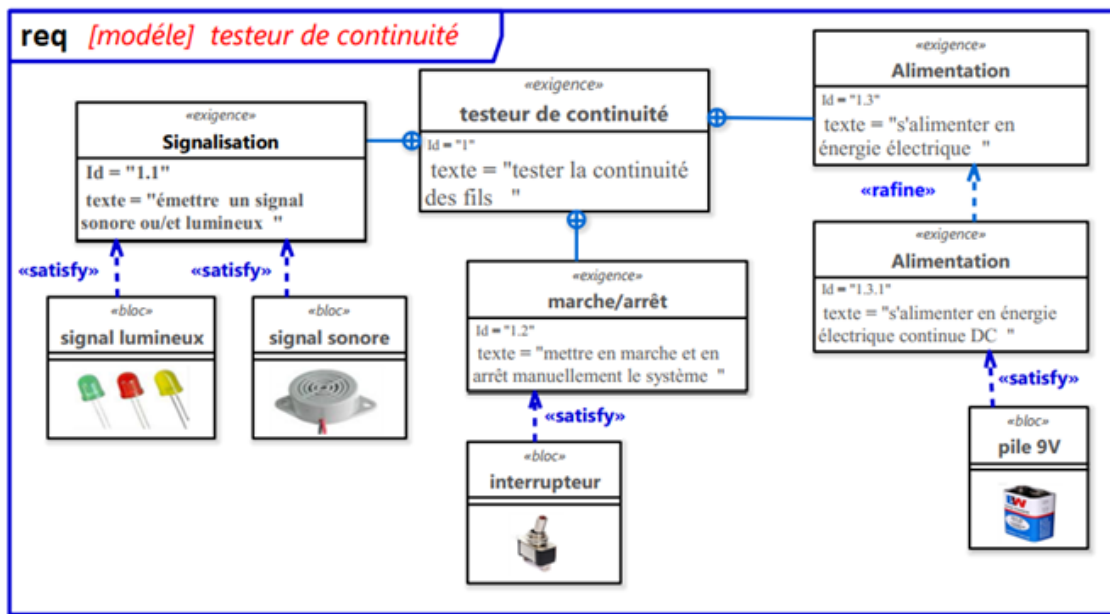 req [modéle] testeur de continuité
«exigence»
Signalisation
Id = "1.1"
texte = "émettre un signal
sonore ou/et lumineux "
«exigence»
testeur de continuité
Id = "1"
texte = "tester la continuité
des fils "
«exigence»
Alimentation
Id = "1.3"
texte = "s'alimenter en
énergie électrique "
«rafine»
«exigence»
Alimentation
Id = "1.3.1"
texte = "s'alimenter en énergie
électrique continue DC "
«exigence»
marche/arrêt
Id = "1.2"
texte = "mettre en marche et en
arrêt manuellement le système "
«satisfy»
«satisfy»
«satisfy»
«satisfy»
«bloc»
signal lumineux
«bloc»
signal sonore
«bloc»
interrupteur
«bloc»
pile 9V
BW